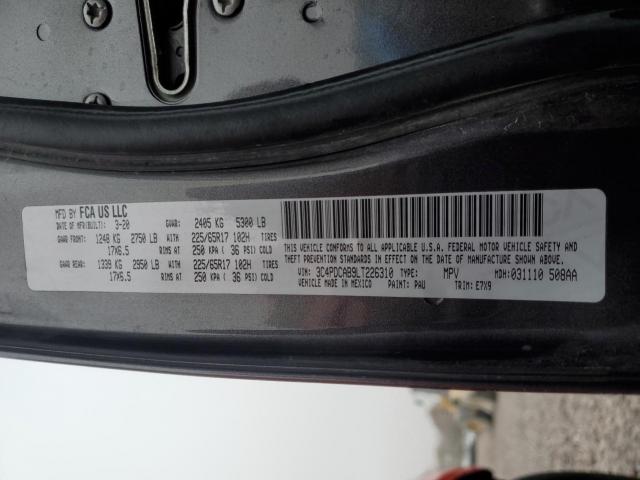 MFD BY FCA US LLC
DATE OF MFR(BUILT): 3-20 GVWR: 2405 KG 5300 LB
GAWR FRONT: 1248 KG 2750 LB WITH 225/65R17 102H TIRES
17X6.5 RIMS AT 250 KPA ( 36 PSI) COLD
GAWR REAR: 1339 KG 2950 LB WITH 225/65R17 102H TIRES
17X6.5 RIMS AT 250 KPA ( 36 PSI) COLD
THIS VEHICLE CONFORMS TO ALL APPLICABLE U.S.A. FEDERAL MOTOR VEHICLE SAFETY AND
THEFT PREVENTION STANDARDS IN EFFECT ON THE DATE OF MANUFACTURE SHOWN ABOVE.
VIN: 3C4PDCAB9LT226310 TYPE: MPV MDH: 031110 508AA
VEHICLE MADE IN MEXICO PAINT: PAU TRIM: E7X9